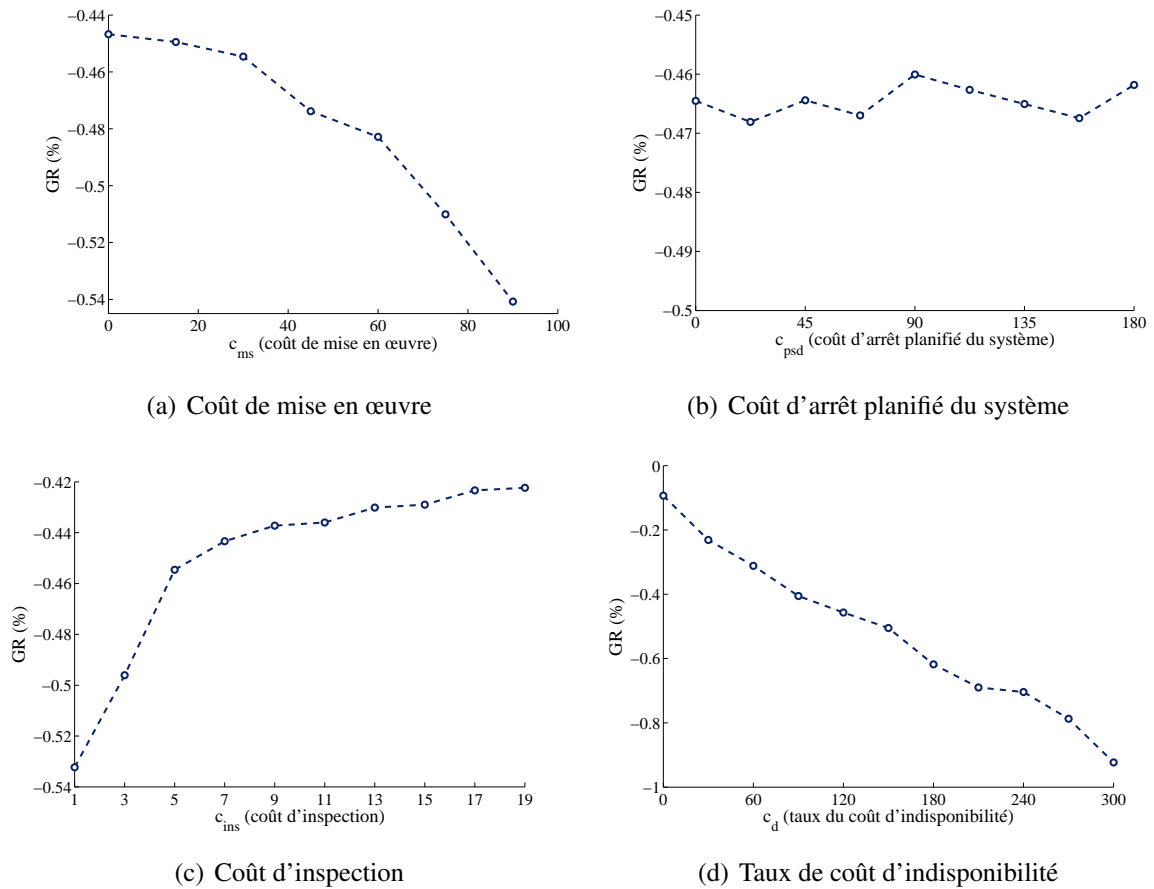 −0.44
−0.46
−0.48
−0.5
−0.52
−0.54
GR (%)
0 20 40 60 80 100
c_ms (coût de mise en œuvre)
(a) Coût de mise en œuvre
−0.45
−0.46
−0.47
−0.48
−0.49
−0.5
GR (%)
0 45 90 135 180
c_psd (coût d'arrêt planifié du système)
(b) Coût d'arrêt planifié du système
−0.42
−0.44
−0.46
−0.48
−0.5
−0.52
−0.54
GR (%)
1 3 5 7 9 11 13 15 17 19
c_ins (coût d'inspection)
(c) Coût d'inspection
0
−0.2
−0.4
−0.6
−0.8
−1
GR (%)
0 60 120 180 240 300
c_d (taux du coût d'indisponibilité)
(d) Taux de coût d'indisponibilité